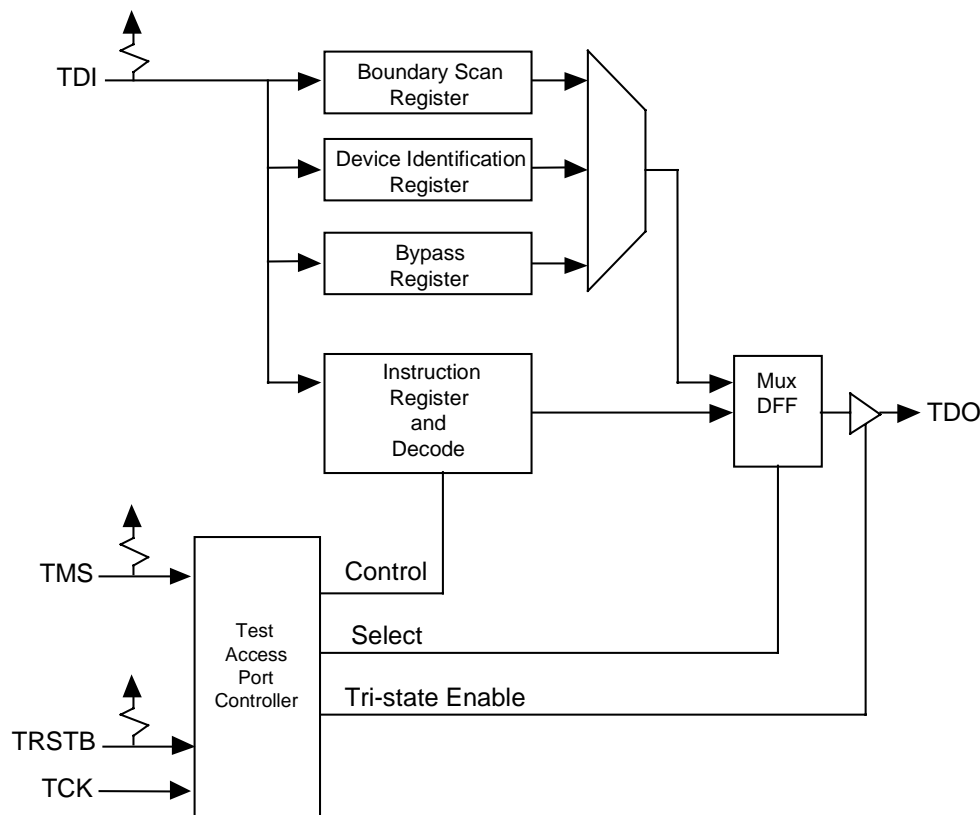 TDI
Boundary Scan
Register
Device Identification
Register
Bypass
Register
Instruction
Register
and
Decode
Mux
DFF
TDO
TMS
Control
Test
Access
Port
Controller
Select
Tri-state Enable
TRSTB
TCK